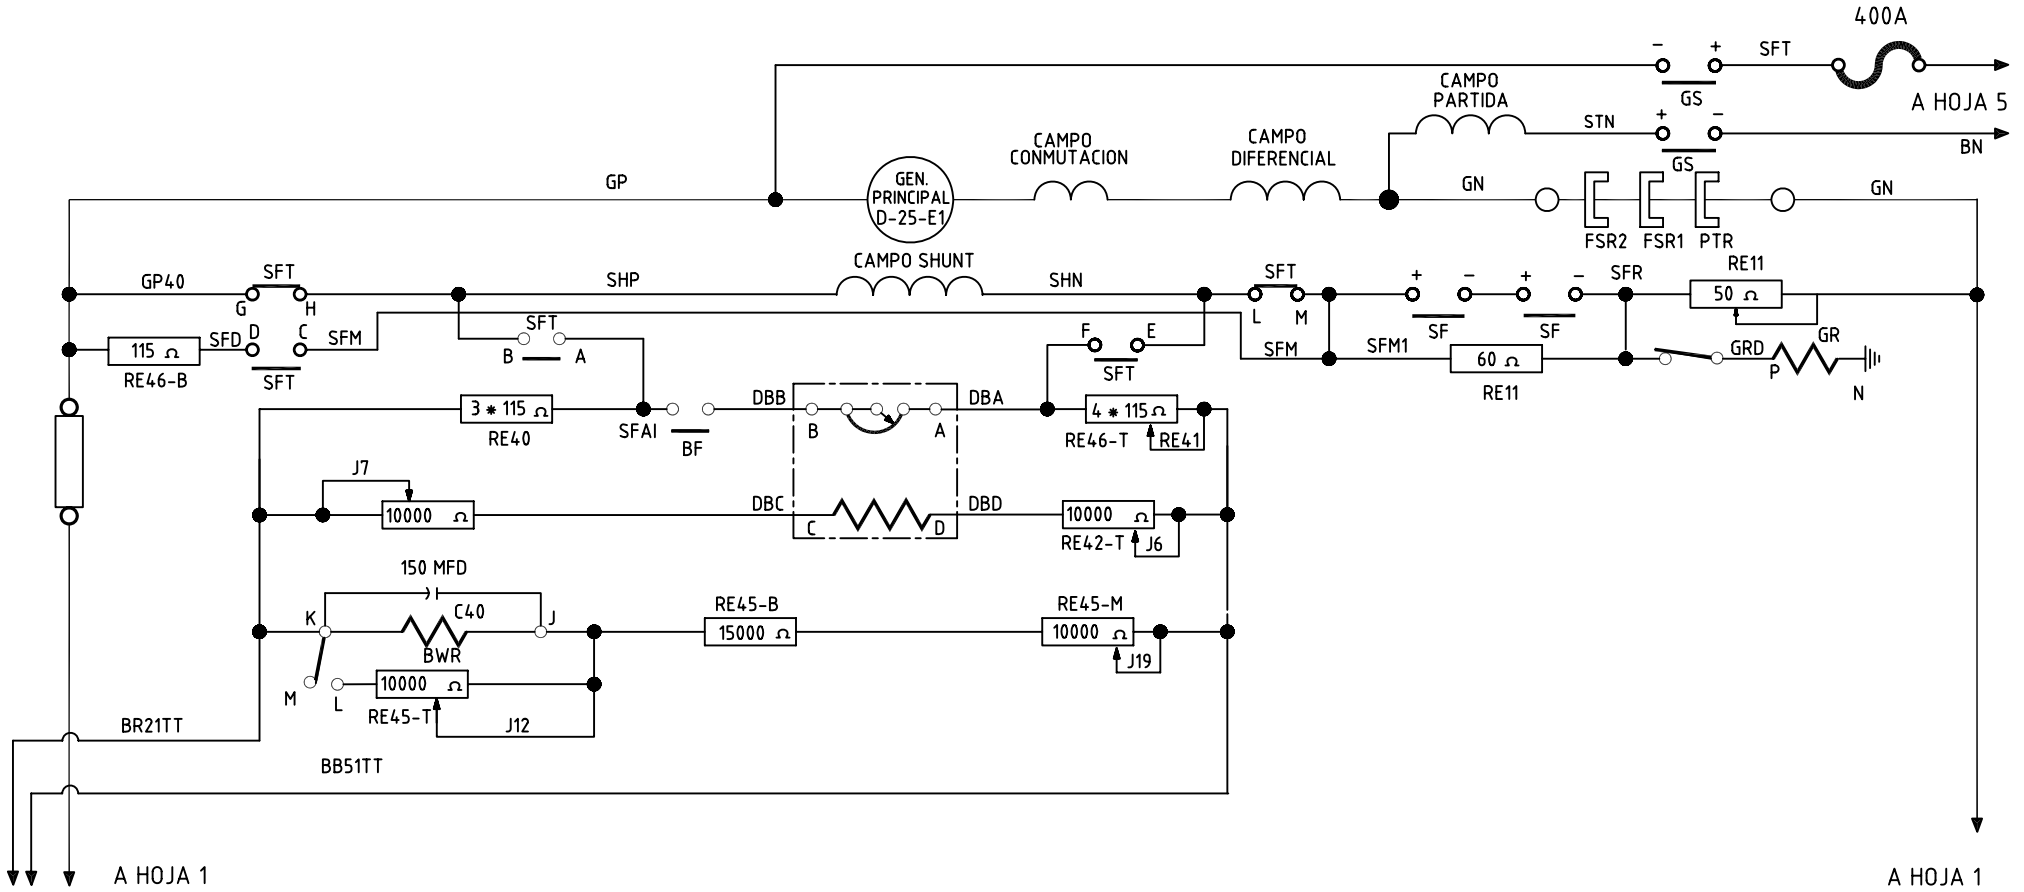 400A
- + SFT
GS
A HOJA 5
CAMPO
PARTIDA
STN
+ -
GS
BN
CAMPO
CONMUTACION
CAMPO
DIFERENCIAL
GP
GEN.
PRINCIPAL
D-25-E1
GN
GN
FSR2 FSR1 PTR
GP40
SFT
G H
SHP
CAMPO SHUNT
SHN
SFT
L M
+ - + -
SF SF
SFR
RE11
50 Ω
115 Ω
RE46-B
SFD
D C
SFT
SFM
SFT
B A
F E
SFT
SFM
SFM1
60 Ω
RE11
GRD
GR
P
N
3 * 115 Ω
RE40
SFAI
BF
DBB
B A
DBA
4 * 115 Ω
RE46-T
RE41
J7
10000 Ω
DBC
C D
DBD
10000 Ω
RE42-T
J6
150 MFD
C40
K J
BWR
RE45-B
15000 Ω
RE45-M
10000 Ω
J19
M L
10000 Ω
RE45-T
J12
BR21TT
BB51TT
A HOJA 1
A HOJA 1